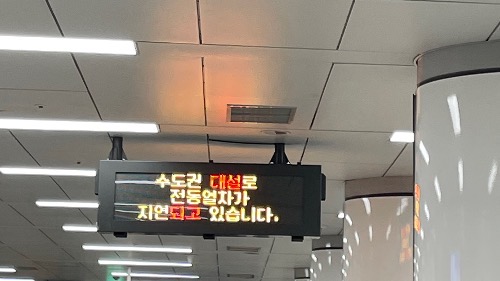 수도권 대설로
전동열차가
지연되고 있습니다.